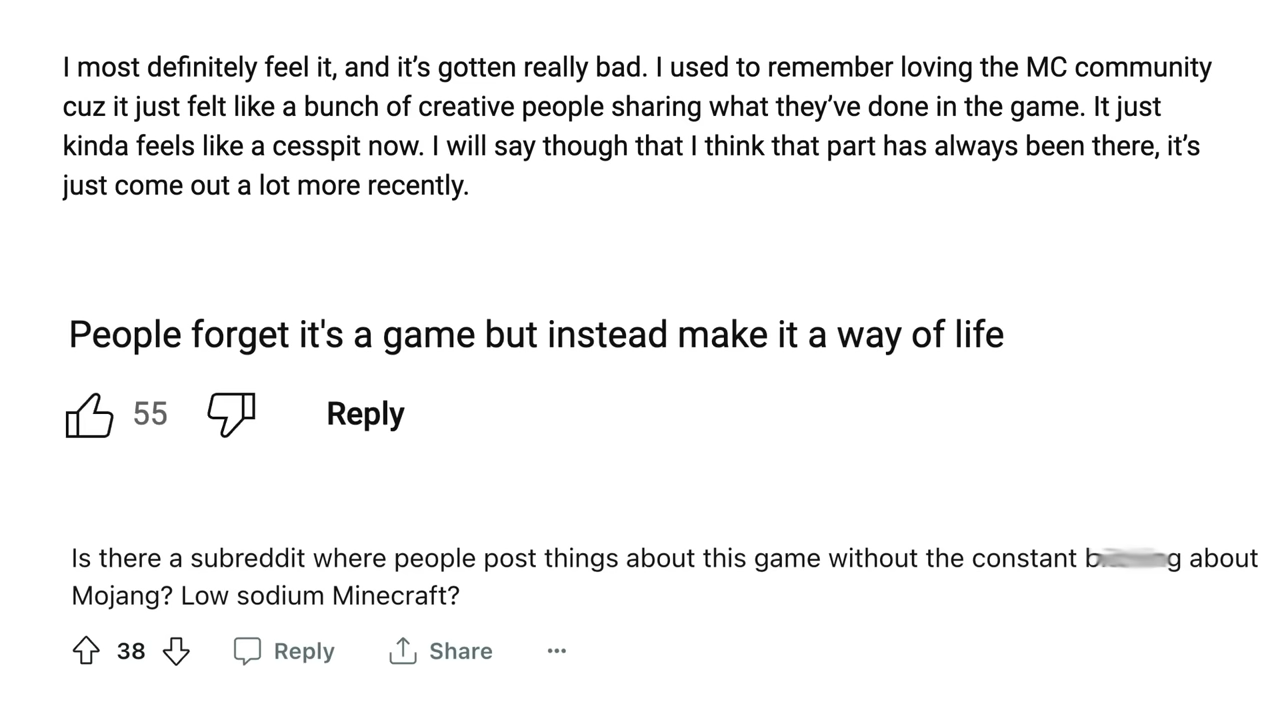 I most definitely feel it, and it’s gotten really bad. I used to remember loving the MC community
cuz it just felt like a bunch of creative people sharing what they’ve done in the game. It just
kinda feels like a cesspit now. I will say though that I think that part has always been there, it’s
just come out a lot more recently.
People forget it's a game but instead make it a way of life
55 Reply
Is there a subreddit where people post things about this game without the constant about
Mojang? Low sodium Minecraft?
38 Reply Share ...